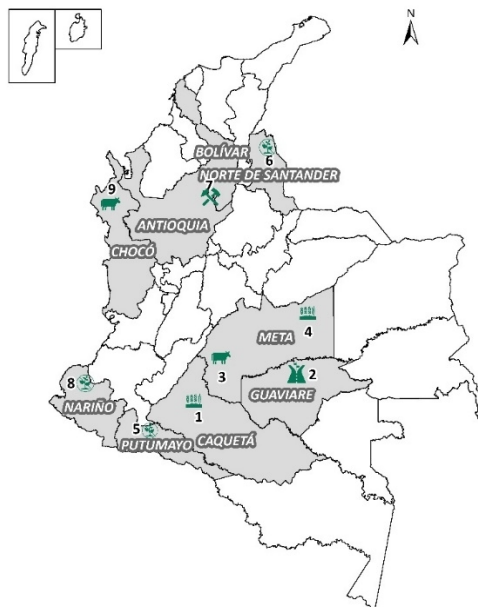 N
BOLÍVAR
6
NORTE DE SANTANDER
9
7
ANTIOQUIA
CHOCÓ
META
4
3
2
GUAVIARE
8
NARIÑO
1
5
PUTUMAYO
CAQUETÁ